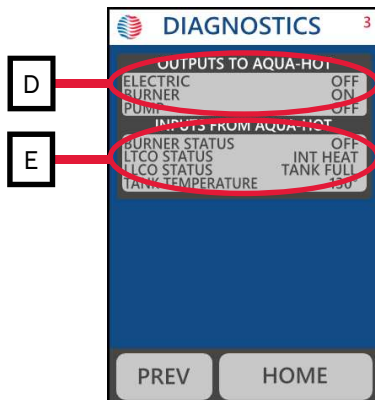 DIAGNOSTICS 3
OUTPUTS TO AQUA-HOT
D
ELECTRIC OFF
BURNER ON
PUMP OFF
INPUTS FROM AQUA-HOT
E
BURNER STATUS OFF
LTCO STATUS INT HEAT
LLCO STATUS TANK FULL
TANK TEMPERATURE 130°
PREV HOME